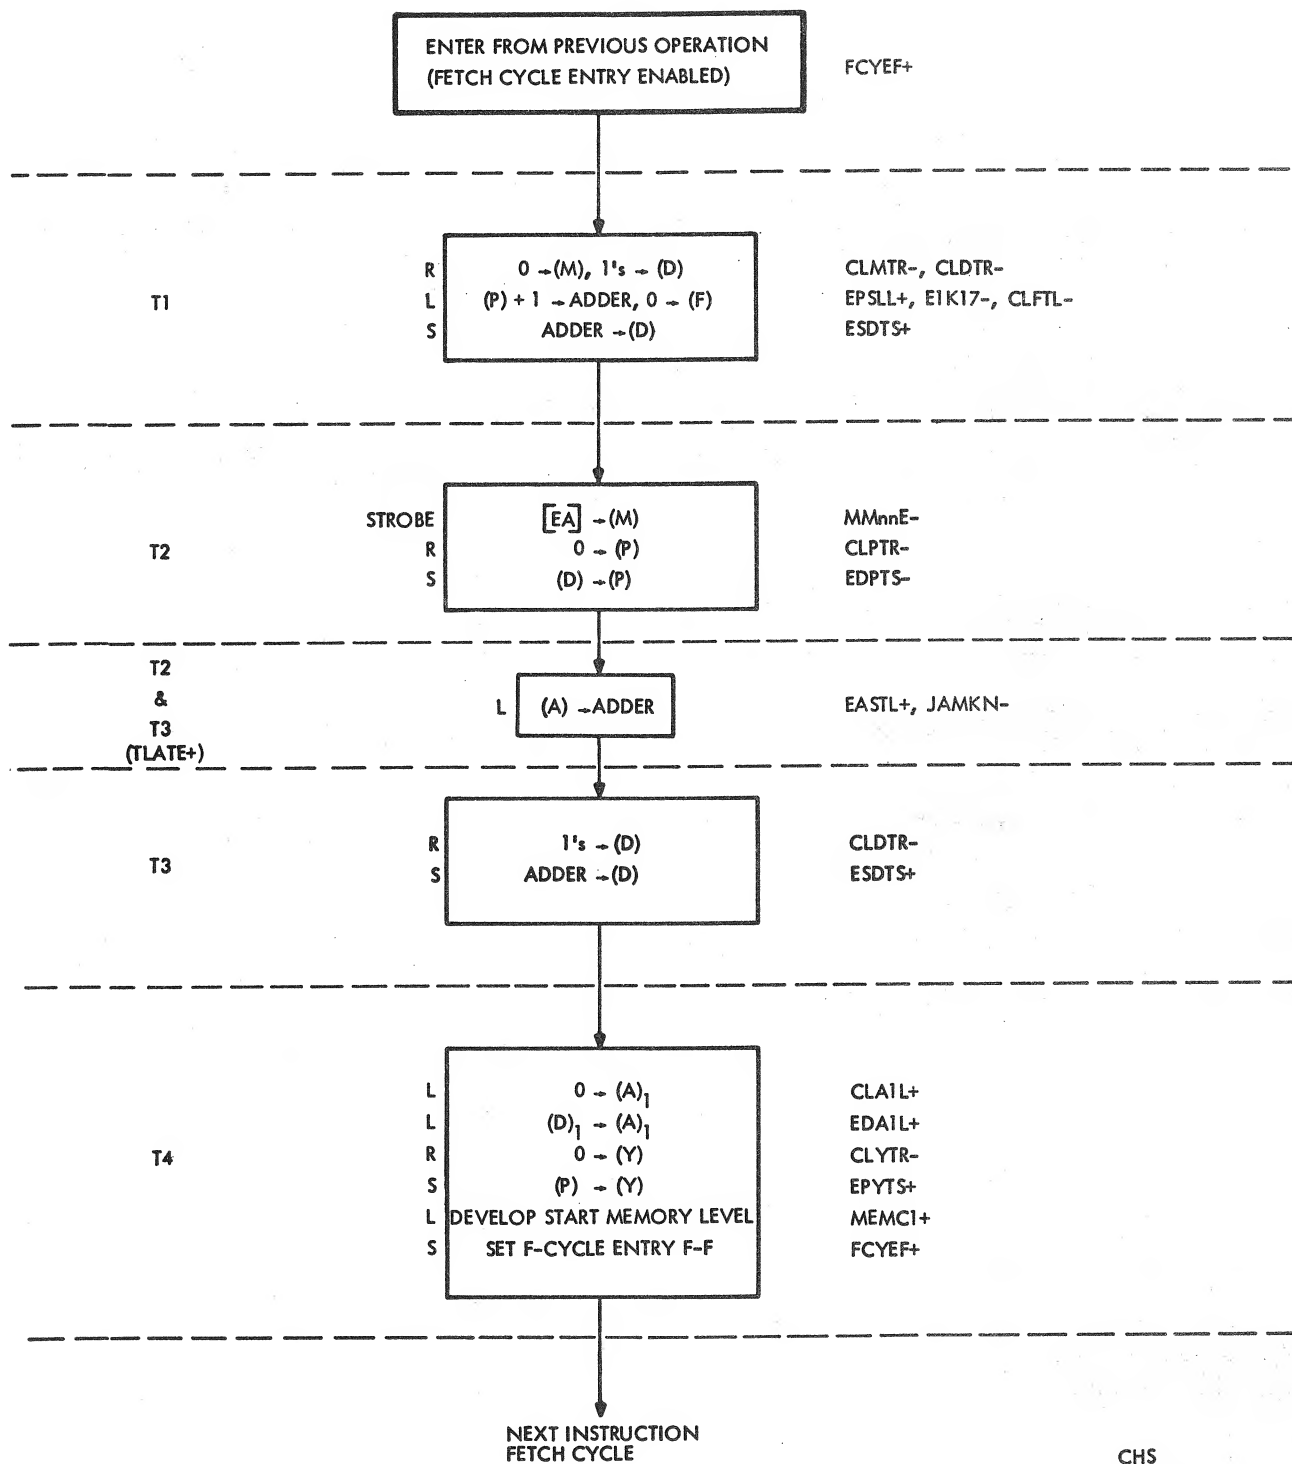 ENTER FROM PREVIOUS OPERATION
(FETCH CYCLE ENTRY ENABLED)
FCYEF+
T1
R 0 → (M), 1's → (D) CLMTR-, CLDTR-
L (P) + 1 → ADDER, 0 → (F) EPSLL+, E1K17-, CLFTL-
S ADDER → (D) ESDTS+
T2
STROBE [EA] → (M) MMnnE-
R 0 → (P) CLPTR-
S (D) → (P) EDPTS-
T2
&
T3
(TLATE+)
L (A) → ADDER EASTL+, JAMKN-
T3
R 1's → (D) CLDTR-
S ADDER → (D) ESDTS+
T4
L 0 → (A)1 CLA1L+
L (D)1 → (A)1 EDA1L+
R 0 → (Y) CLYTR-
S (P) → (Y) EPYTS+
L DEVELOP START MEMORY LEVEL MEMC1+
S SET F-CYCLE ENTRY F-F FCYEF+
NEXT INSTRUCTION
FETCH CYCLE
CHS